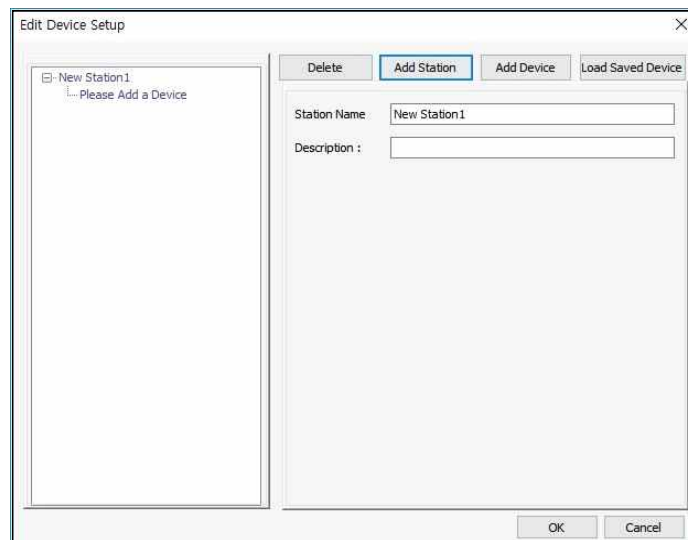 Edit Device Setup
New Station1
Please Add a Device
Delete
Add Station
Add Device
Load Saved Device
Station Name
New Station1
Description :
OK
Cancel